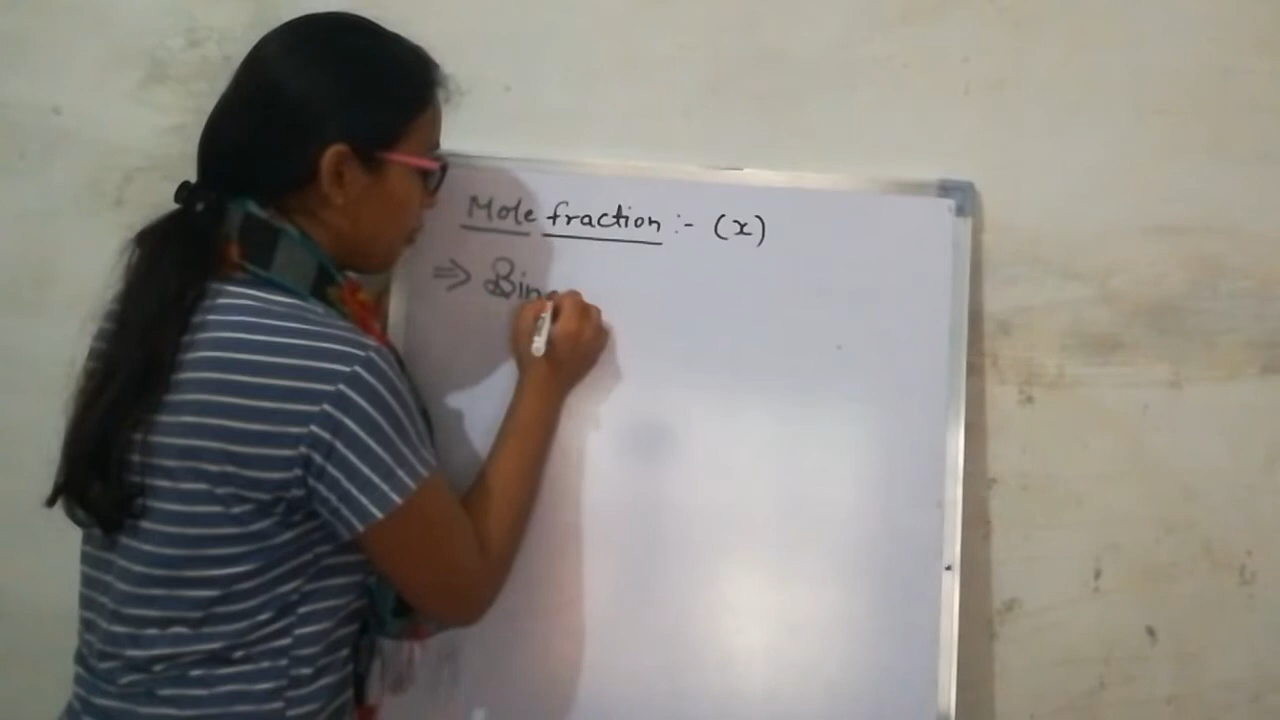 Mole fraction :- (x)
⇒ Bina